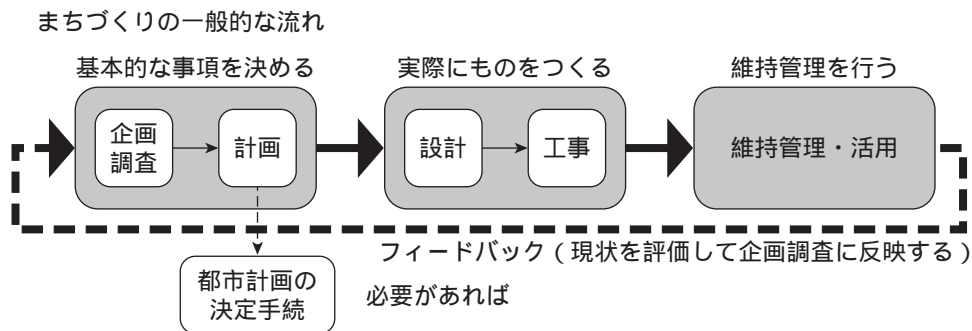 まちづくりの一般的な流れ
基本的な事項を決める
実際にものをつくる
維持管理を行う
企画
調査
計画
設計
工事
維持管理・活用
フィードバック(現状を評価して企画調査に反映する)
都市計画の
決定手続
必要があれば